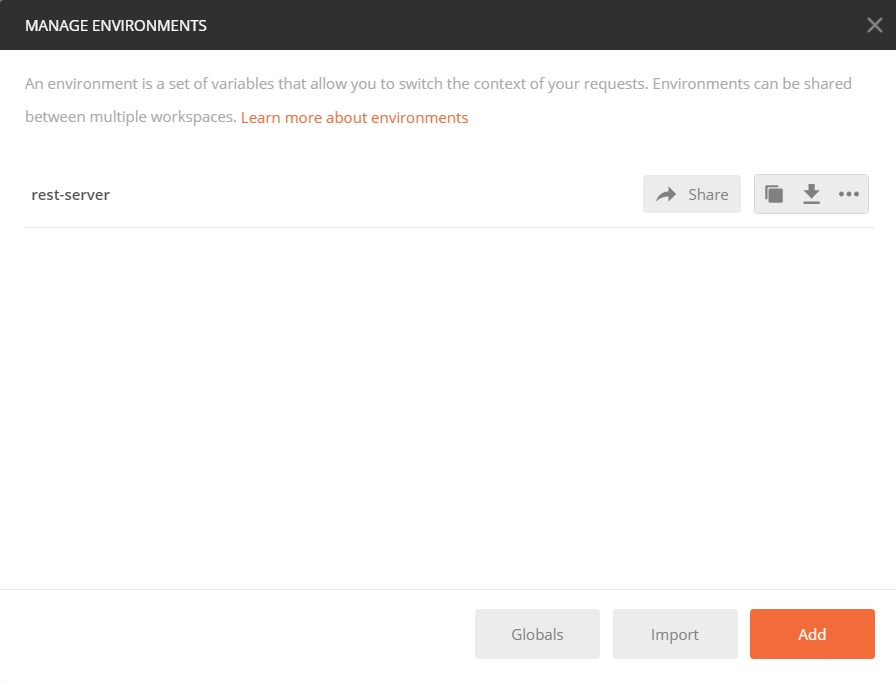 MANAGE ENVIRONMENTS
An environment is a set of variables that allow you to switch the context of your requests. Environments can be shared
between multiple workspaces. Learn more about environments
rest-server Share
Globals Import Add